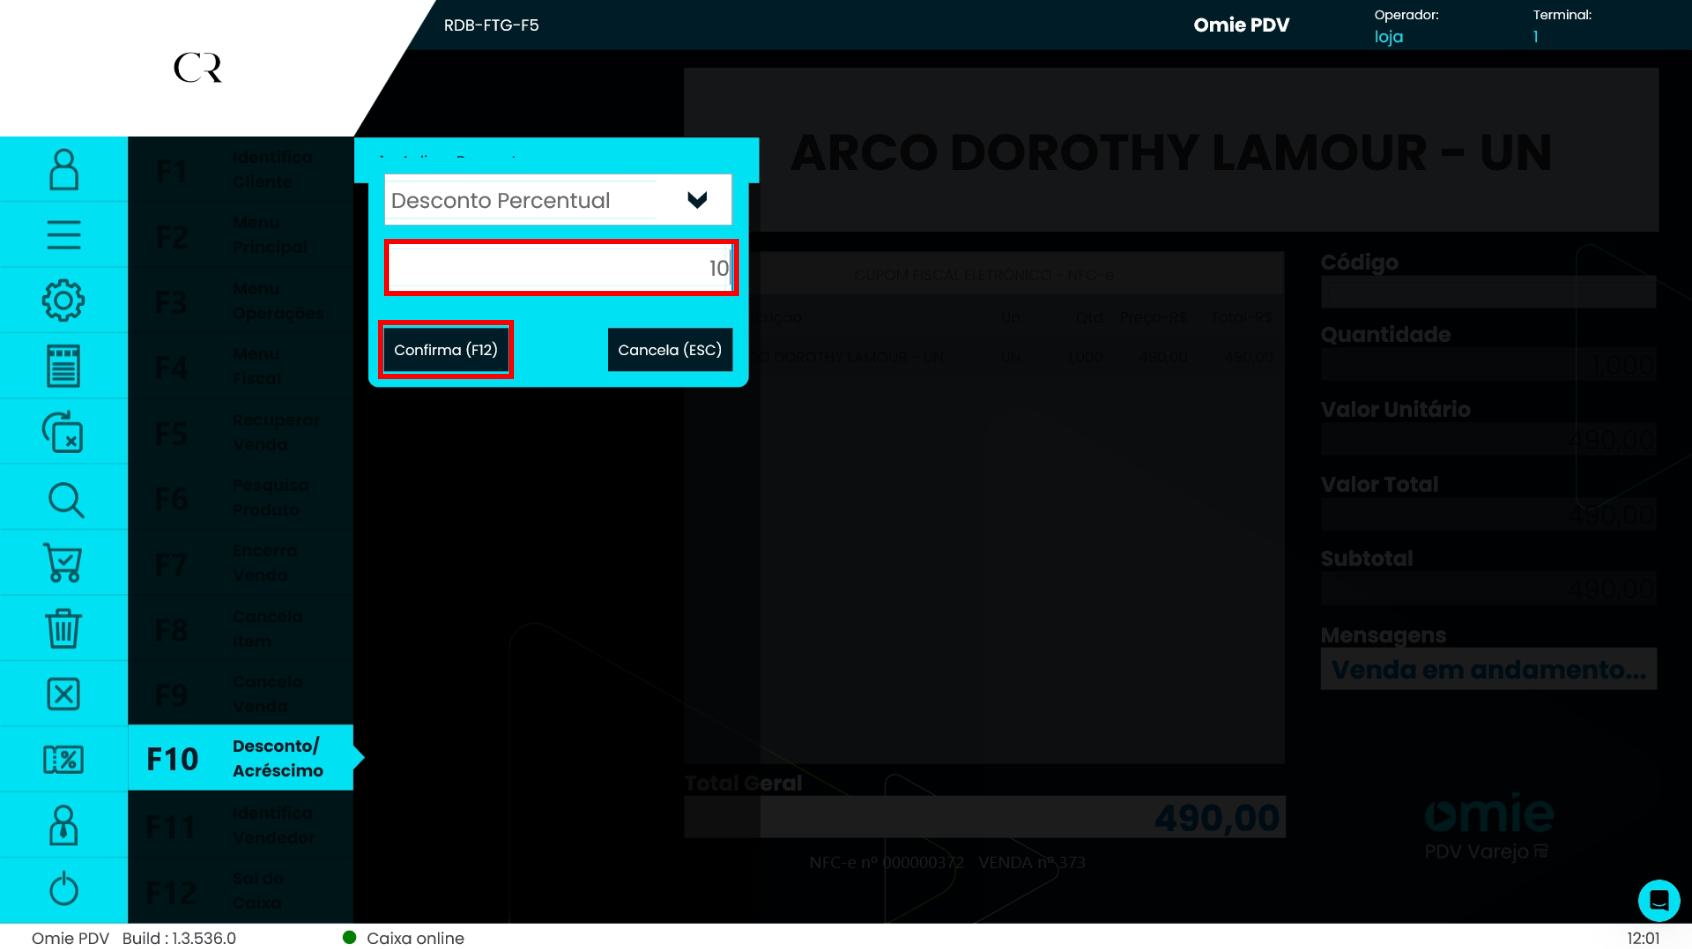 RDB-FTG-F5
Omie PDV
Operador:
loja
Terminal:
1
CR
ARCO DOROTHY LAMOUR - UN
F1 Identifica Cliente
F2 Menu Principal
F3 Menu Operações
F4 Menu Fiscal
F5 Recuperar Venda
F6 Pesquisa Produto
F7 Encerra Venda
F8 Cancela Item
F9 Cancela Venda
F10 Desconto/ Acréscimo
F11 Identifica Vendedor
F12 Sai do Caixa
Desconto Percentual
10
Confirma (F12)
Cancela (ESC)
CUPOM FISCAL ELETRÔNICO - NFC-e
Un Qtd Preço-R$ Total-R$
DOROTHY LAMOUR - UN UN 1,000 490,00 490,00
Código
Quantidade
1,000
Valor Unitário
490,00
Valor Total
490,00
Subtotal
490,00
Mensagens
Venda em andamento...
Total Geral
490,00
NFC-e nº 000000372 VENDA nº 373
omie
PDV Varejo
Omie PDV Build : 1.3.536.0
Caixa online
12:01